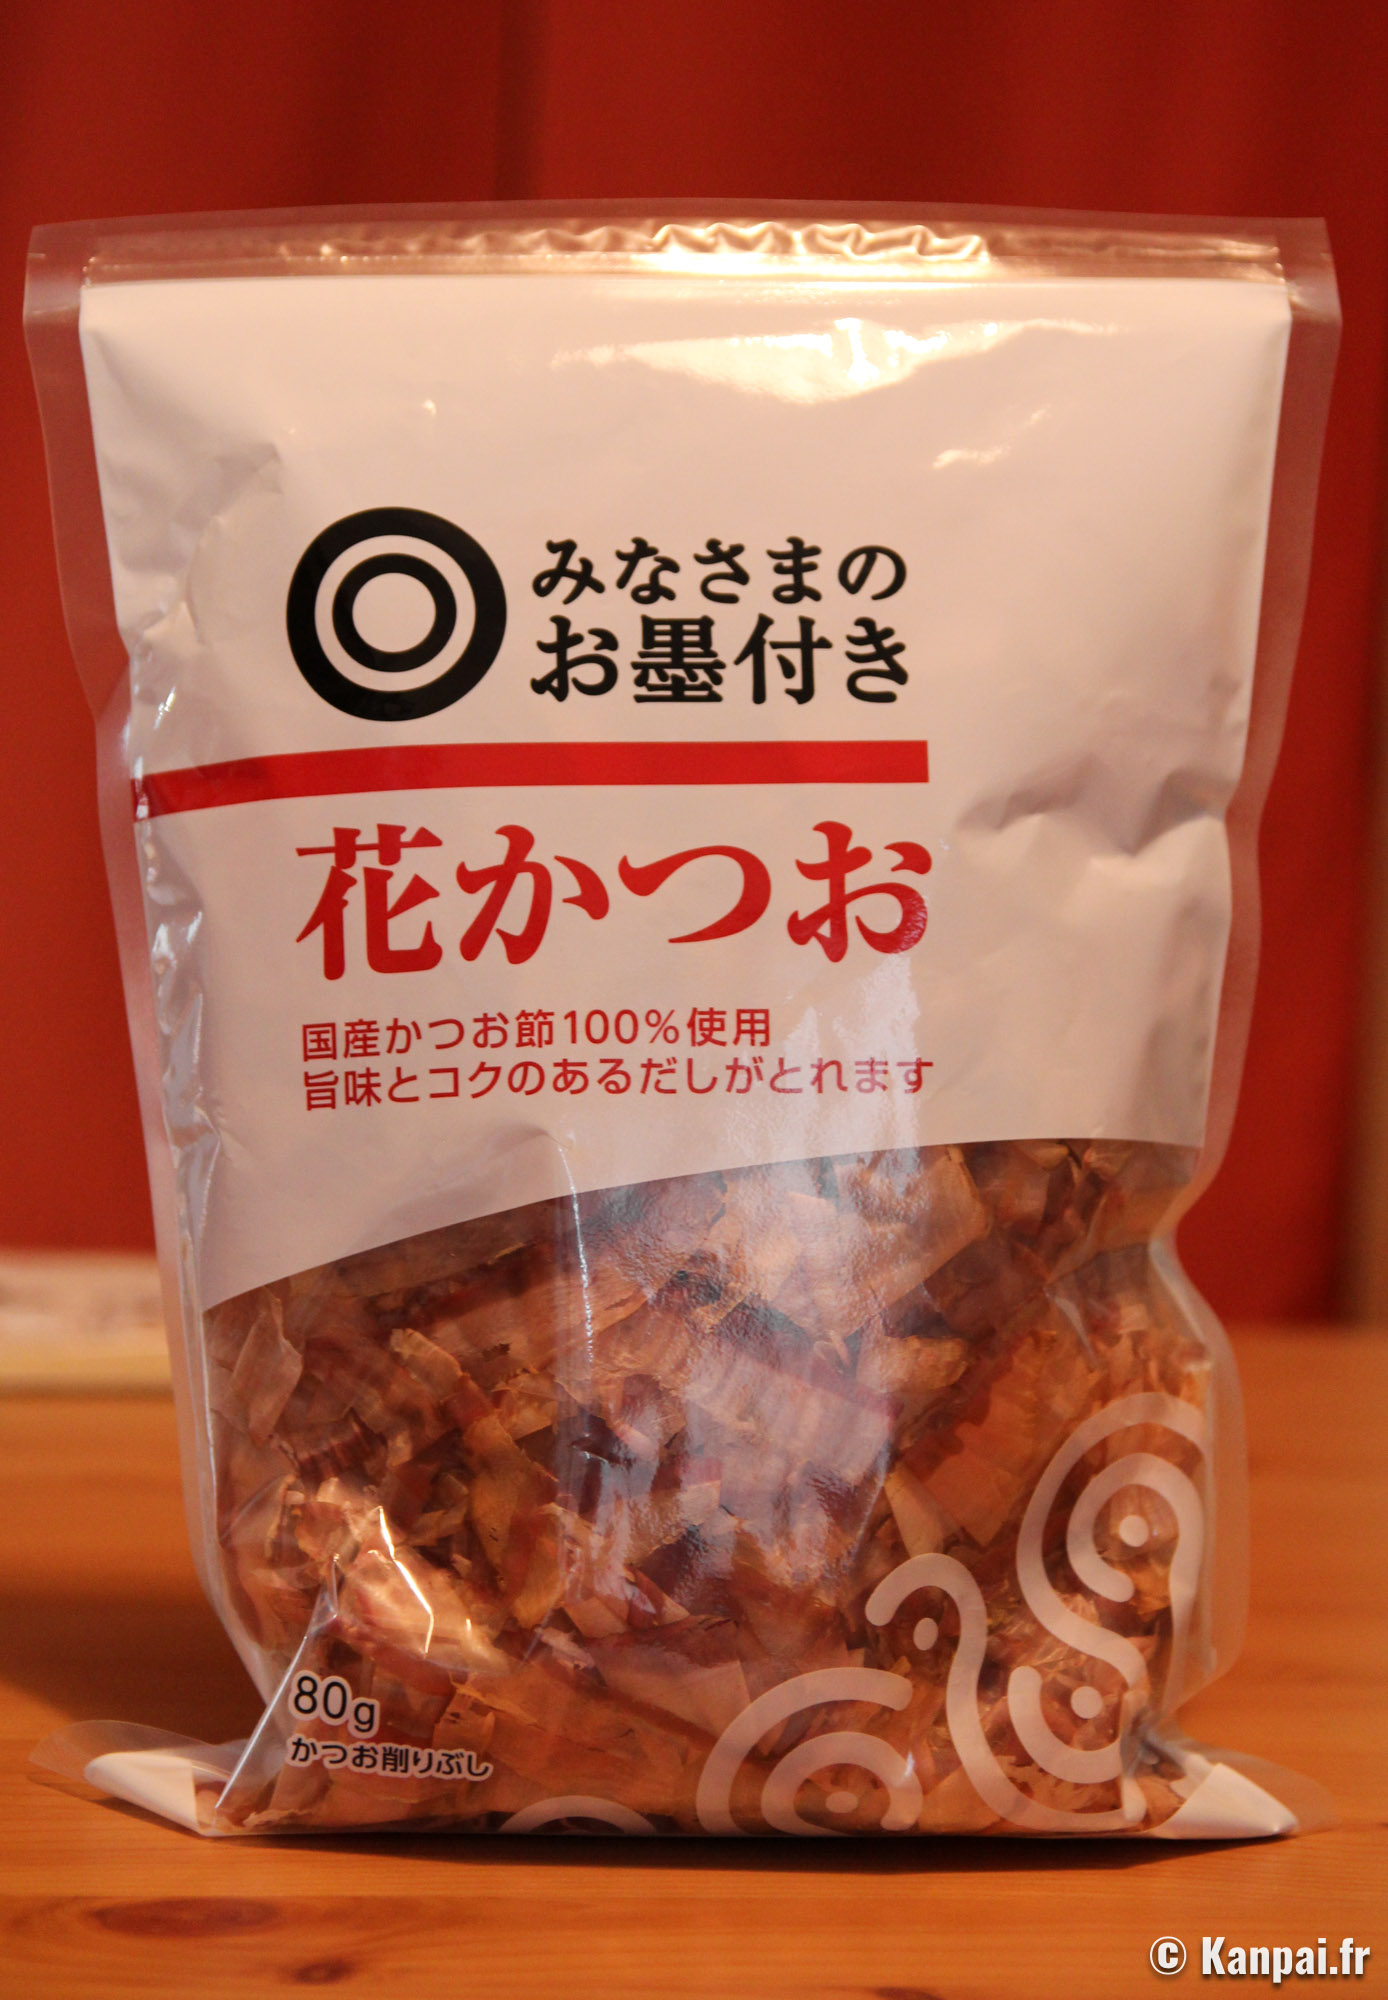 みなさまの
お墨付き
花かつお
国産かつお節100%使用
旨味とコクのあるだしがとれます
80g
かつお削りぶし
© Kanpai.fr